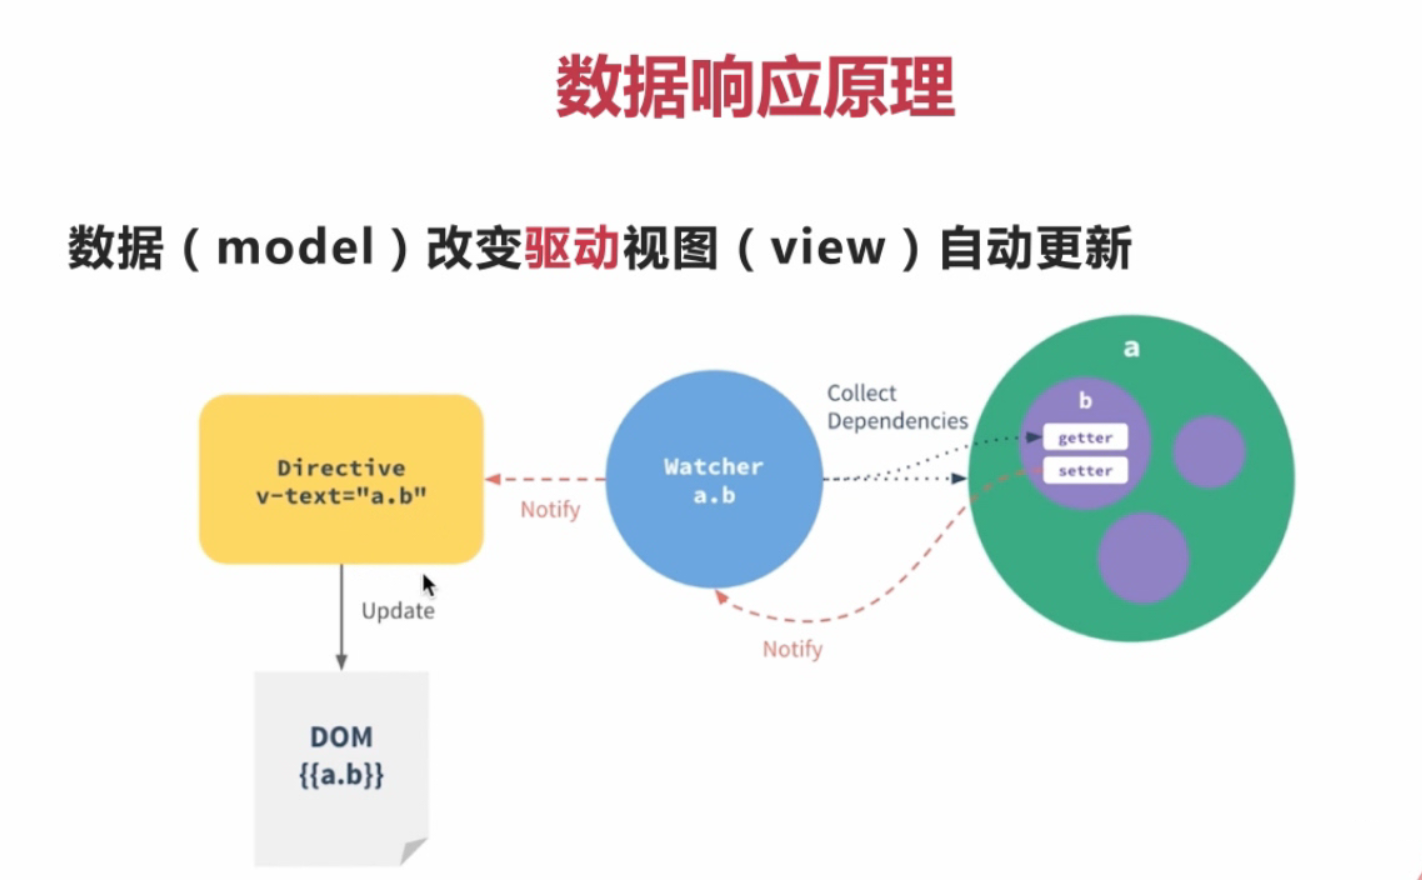 数据响应原理
数据（model）改变驱动视图（view）自动更新
a
Collect
Dependencies
b
getter
setter
Directive
v-text="a.b"
Notify
Watcher
a.b
Update
Notify
DOM
{{a.b}}